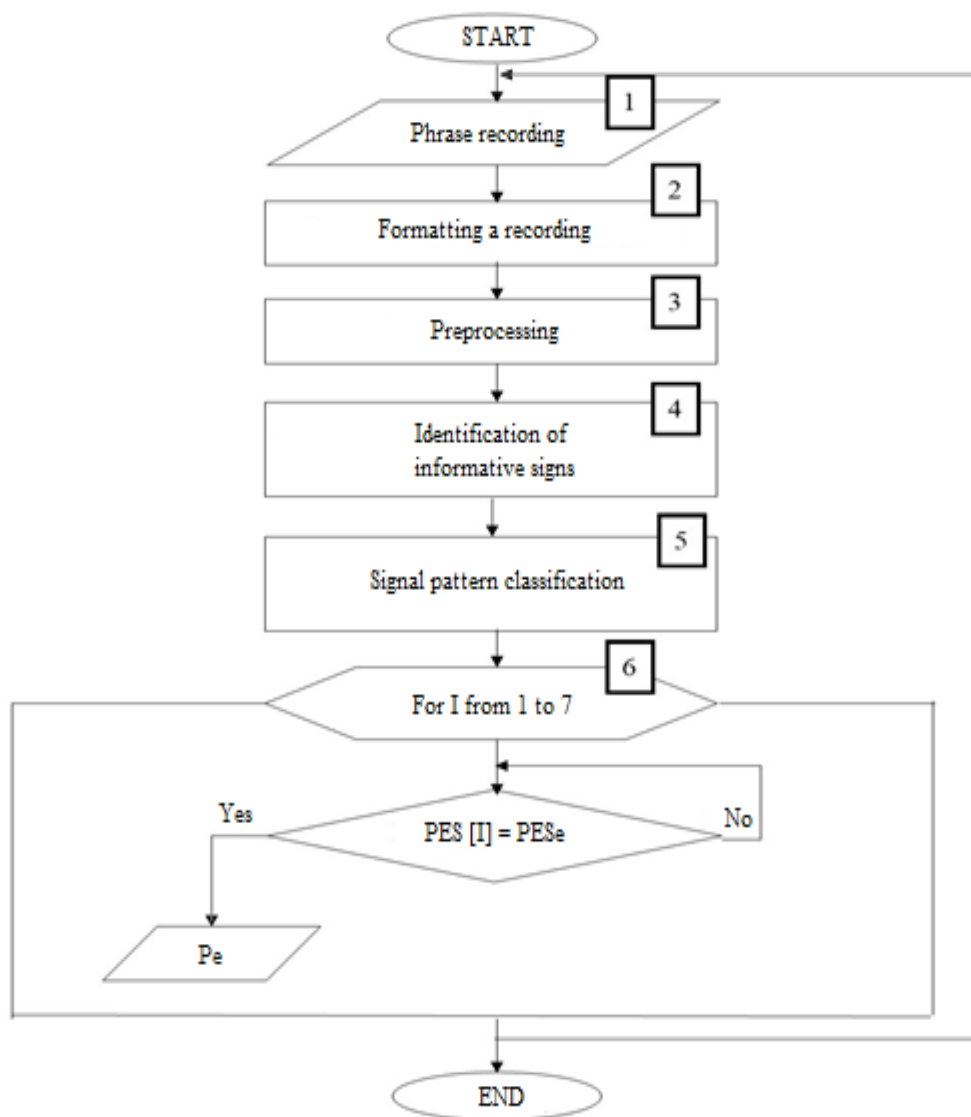 START
1
Phrase recording
2
Formatting a recording
3
Preprocessing
4
Identification of
informative signs
5
Signal pattern classification
6
For I from 1 to 7
Yes
No
PES [I] = PESe
Pe
END